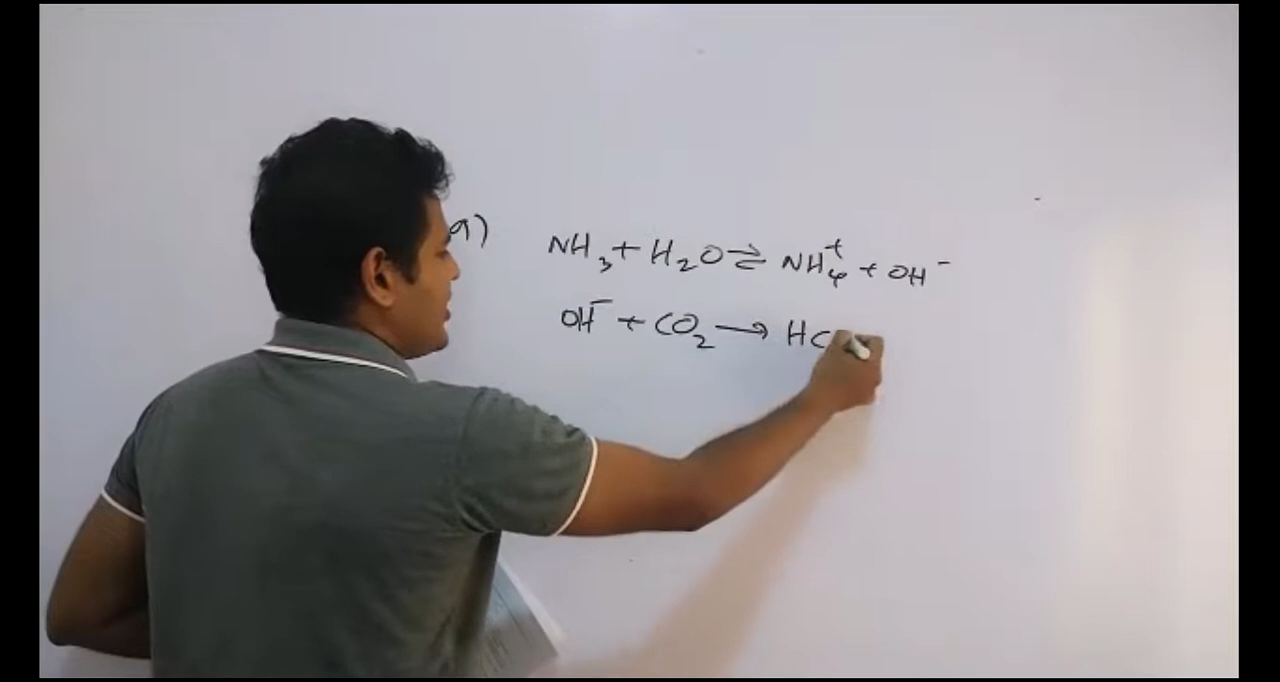 a) NH₃ + H₂O ⇌ NH₄⁺ + OH⁻
OH⁻ + CO₂ ⟶ HC